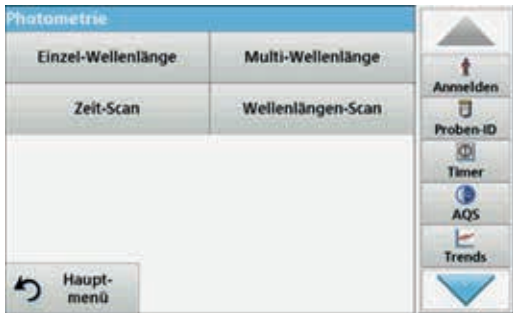 Photometrie
Einzel-Wellenlänge
Multi-Wellenlänge
Zeit-Scan
Wellenlängen-Scan
Haupt-
menü
Anmelden
Proben-ID
Timer
AQS
Trends